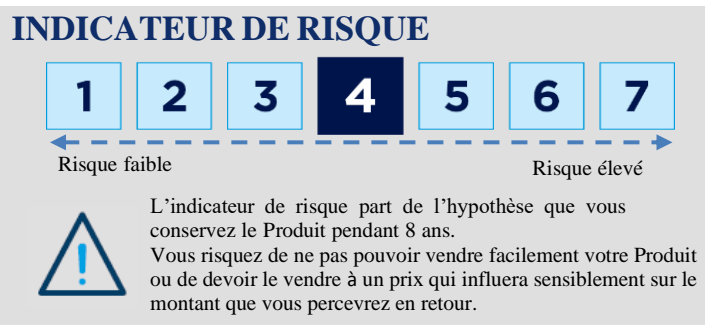 INDICATEUR DE RISQUE
1 2 3 4 5 6 7
Risque faible Risque élevé
L'indicateur de risque part de l'hypothèse que vous
conservez le Produit pendant 8 ans.
Vous risquez de ne pas pouvoir vendre facilement votre Produit
ou de devoir le vendre à un prix qui influera sensiblement sur le
montant que vous percevrez en retour.